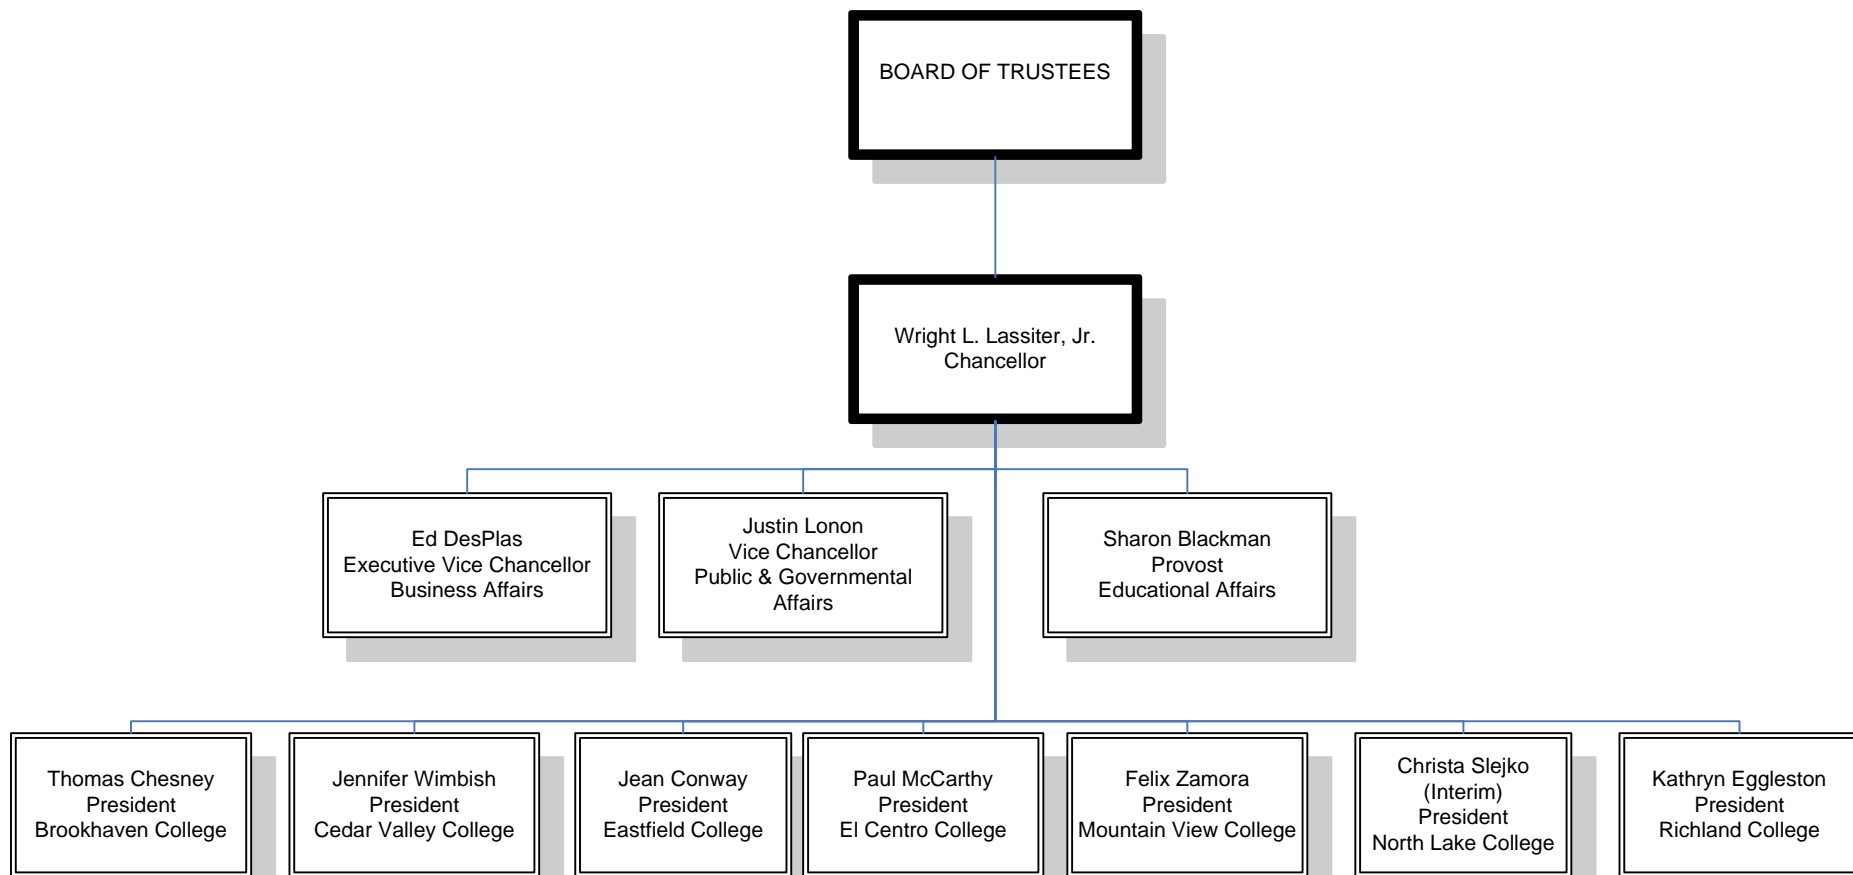 BOARD OF TRUSTEES
Wright L. Lassiter, Jr.
Chancellor
Ed DesPlas
Executive Vice Chancellor
Business Affairs
Justin Lonon
Vice Chancellor
Public & Governmental
Affairs
Sharon Blackman
Provost
Educational Affairs
Thomas Chesney
President
Brookhaven College
Jennifer Wimbish
President
Cedar Valley College
Jean Conway
President
Eastfield College
Paul McCarthy
President
El Centro College
Felix Zamora
President
Mountain View College
Christa Slejko
(Interim)
President
North Lake College
Kathryn Eggleston
President
Richland College